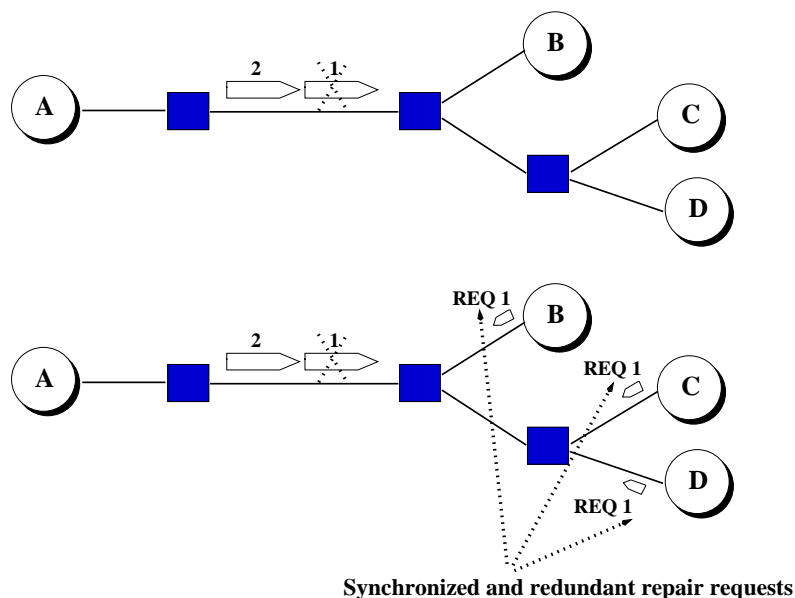 B
2 1
A
C
D
REQ 1
B
2 1
REQ 1
A
C
D
REQ 1
Synchronized and redundant repair requests